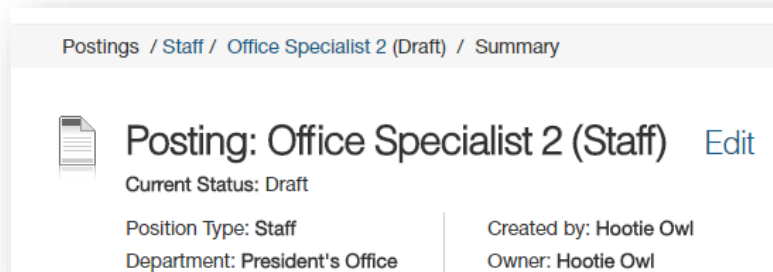 Postings / Staff / Office Specialist 2 (Draft) / Summary
Posting: Office Specialist 2 (Staff) Edit
Current Status: Draft
Position Type: Staff Created by: Hootie Owl
Department: President's Office Owner: Hootie Owl